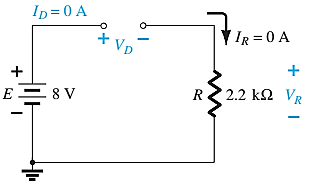 I_D = 0 A
+ V_D −
I_R = 0 A
+
E 8 V
−
R 2.2 kΩ
+
V_R
−